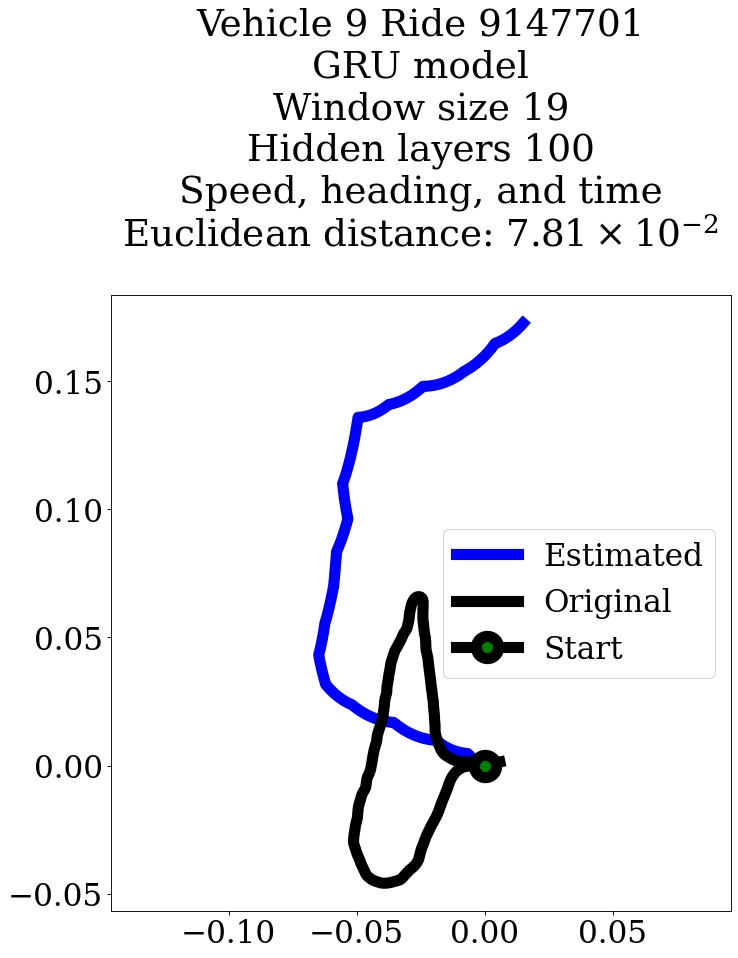 Vehicle 9 Ride 9147701
GRU model
Window size 19
Hidden layers 100
Speed, heading, and time
Euclidean distance: 7.81 × 10⁻²
0.15
0.10
Estimated
Original
0.05
Start
0.00
−0.05
−0.10 −0.05 0.00 0.05